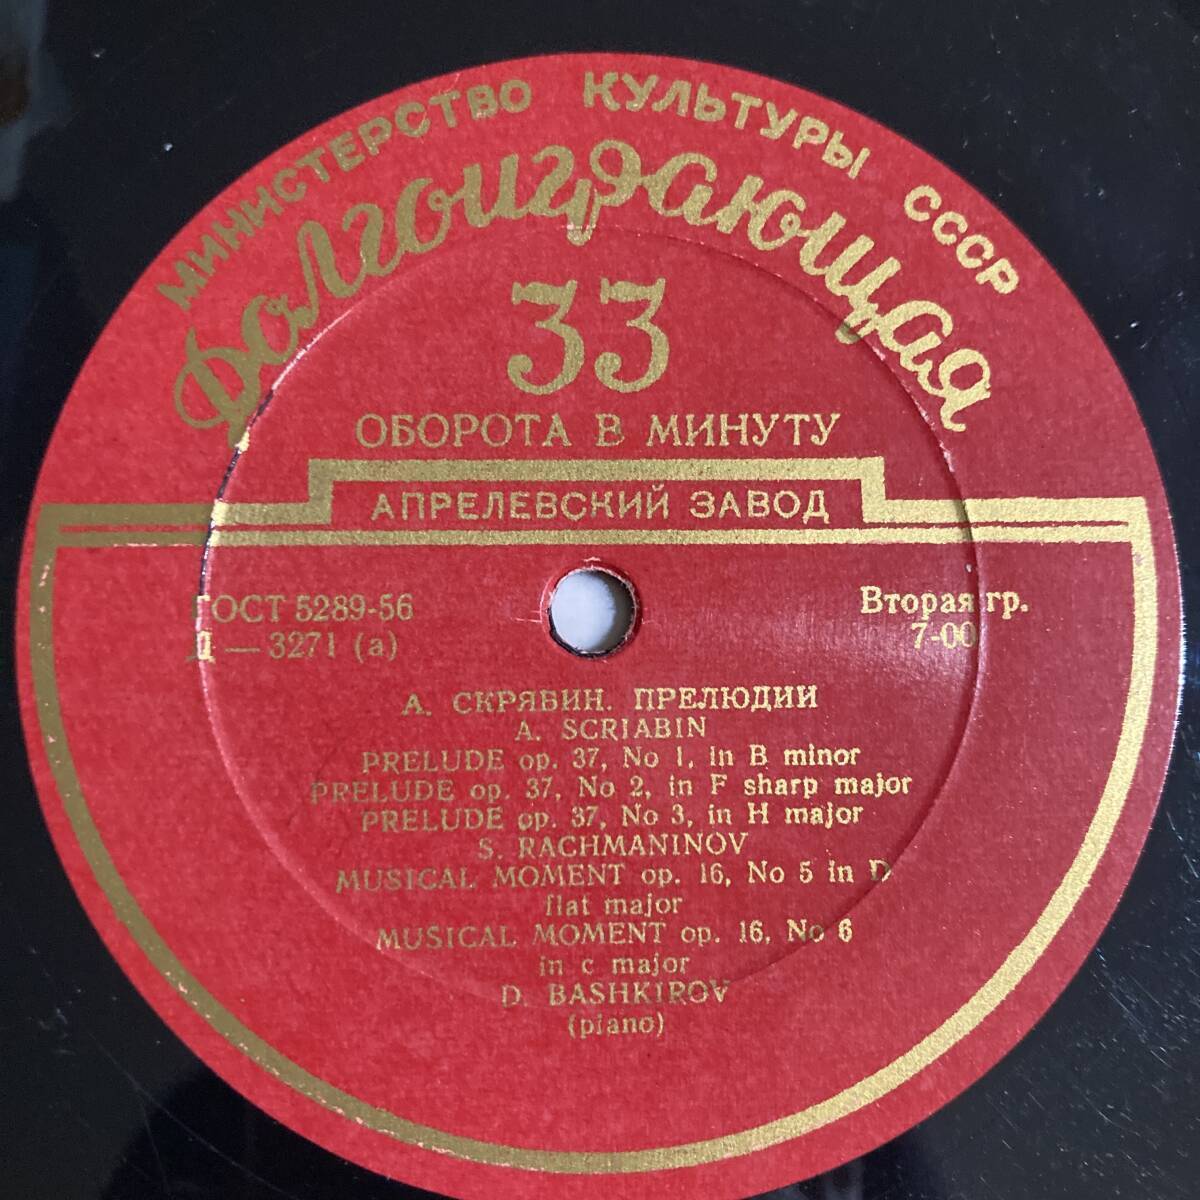 МИНИСТЕРСТВО КУЛЬТУРЫ СССР
Долгоиграющая
33
ОБОРОТА В МИНУТУ
АПРЕЛЕВСКИЙ ЗАВОД
ГОСТ 5289-56
Д — 3271 (а)
Вторая гр.
7-00
А. СКРЯБИН. ПРЕЛЮДИИ
A. SCRIABIN
PRELUDE op. 37, No 1, in B minor
PRELUDE op. 37, No 2, in F sharp major
PRELUDE op. 37, No 3, in H major
S. RACHMANINOV
MUSICAL MOMENT op. 16, No 5 in D
flat major
MUSICAL MOMENT op. 16, No 6
in c major
D. BASHKIROV
(piano)